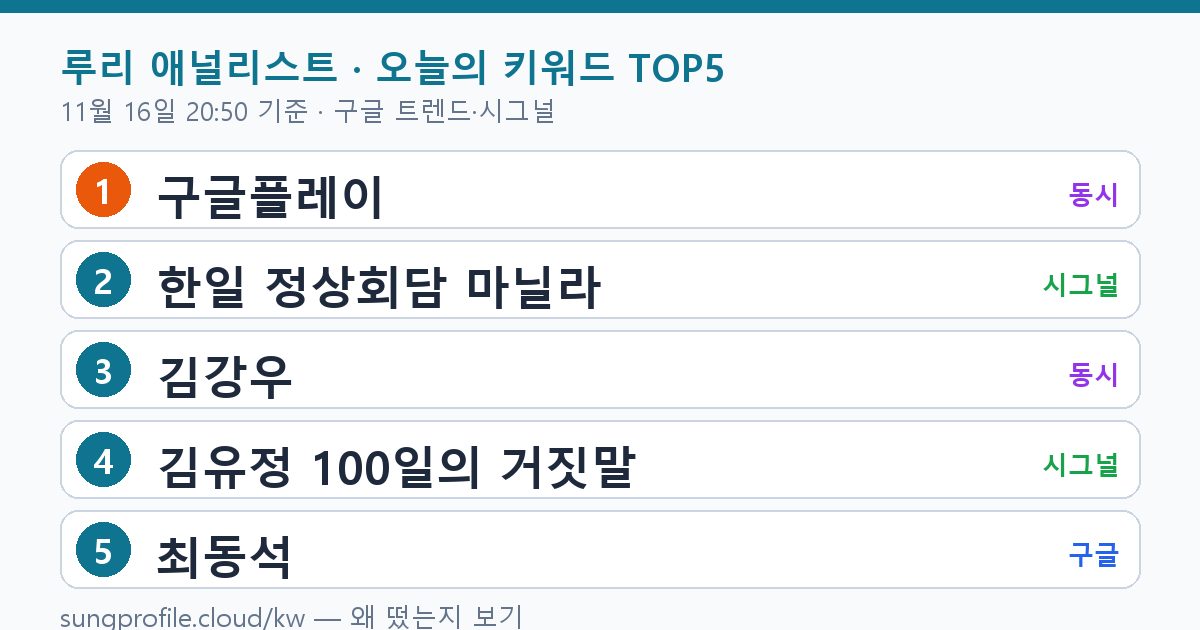 루리 애널리스트 · 오늘의 키워드 TOP5
11월 16일 20:50 기준 · 구글 트렌드·시그널
1 구글플레이 동시
2 한일 정상회담 마닐라 시그널
3 김강우 동시
4 김유정 100일의 거짓말 시그널
5 최동석 구글
sungprofile.cloud/kw — 왜 떴는지 보기